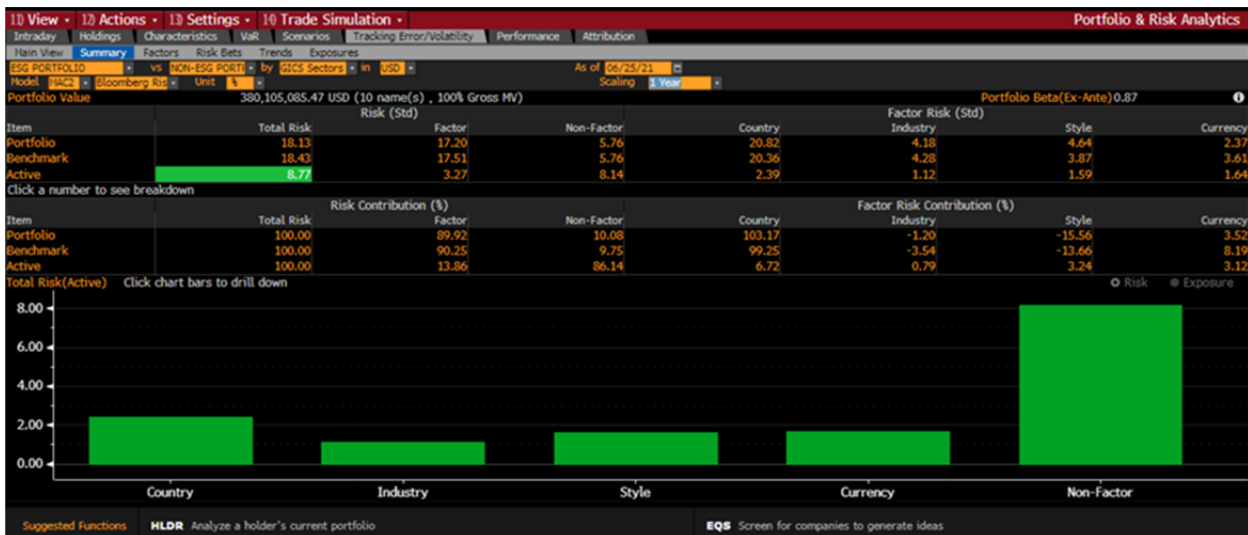 11) View 12) Actions 13) Settings 14) Trade Simulation Portfolio & Risk Analytics
Intraday Holdings Characteristics VaR Scenarios Tracking Error/Volatility Performance Attribution
Main View Summary Factors Risk Bets Trends Exposures
ESG PORTFOLIO vs NON-ESG PORTI by GICS Sectors in USD As of 06/25/21
Model MAC2 Bloomberg Ris Unit % Scaling 1 Year
Portfolio Value 380,105,085.47 USD (10 name(s) , 100% Gross MV) Portfolio Beta(Ex-Ante) 0.87
Risk (Std) Factor Risk (Std)
Item Total Risk Factor Non-Factor Country Industry Style Currency
Portfolio 18.13 17.20 5.76 20.82 4.18 4.64 2.37
Benchmark 18.43 17.51 5.76 20.36 4.28 3.87 3.61
Active 8.77 3.27 8.14 2.39 1.12 1.59 1.64
Click a number to see breakdown
Risk Contribution (%) Factor Risk Contribution (%)
Item Total Risk Factor Non-Factor Country Industry Style Currency
Portfolio 100.00 89.92 10.08 103.17 -1.20 -15.56 3.52
Benchmark 100.00 90.25 9.75 99.25 -3.54 -13.66 8.19
Active 100.00 13.86 86.14 6.72 0.79 3.24 3.12
Total Risk(Active) Click chart bars to drill down Risk Exposure
8.00
6.00
4.00
2.00
0.00
Country Industry Style Currency Non-Factor
Suggested Functions HLDR Analyze a holder's current portfolio EQS Screen for companies to generate ideas